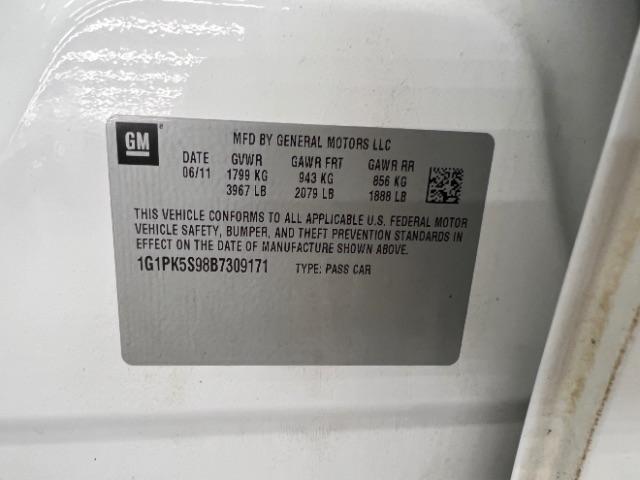 GM
MFD BY GENERAL MOTORS LLC
DATE GVWR GAWR FRT GAWR RR
06/11 1799 KG 943 KG 856 KG
3967 LB 2079 LB 1888 LB
THIS VEHICLE CONFORMS TO ALL APPLICABLE U.S. FEDERAL MOTOR
VEHICLE SAFETY, BUMPER, AND THEFT PREVENTION STANDARDS IN
EFFECT ON THE DATE OF MANUFACTURE SHOWN ABOVE.
1G1PK5S98B7309171 TYPE: PASS CAR